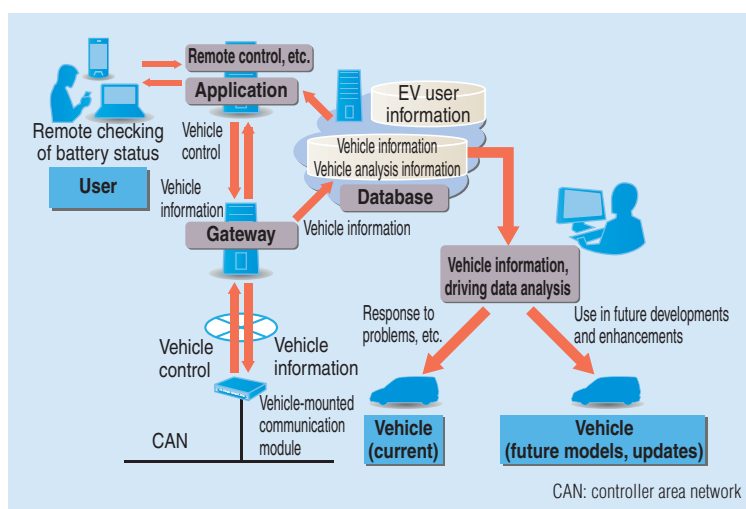 Remote control, etc.
Application
EV user
information
Remote checking
of battery status
User
Vehicle
control
Vehicle
information
Vehicle information
Vehicle analysis information
Database
Gateway
Vehicle information
Vehicle information,
driving data analysis
Response to
problems, etc.
Use in future developments
and enhancements
Vehicle
control
Vehicle
information
Vehicle-mounted
communication
module
CAN
Vehicle
(current)
Vehicle
(future models, updates)
CAN: controller area network